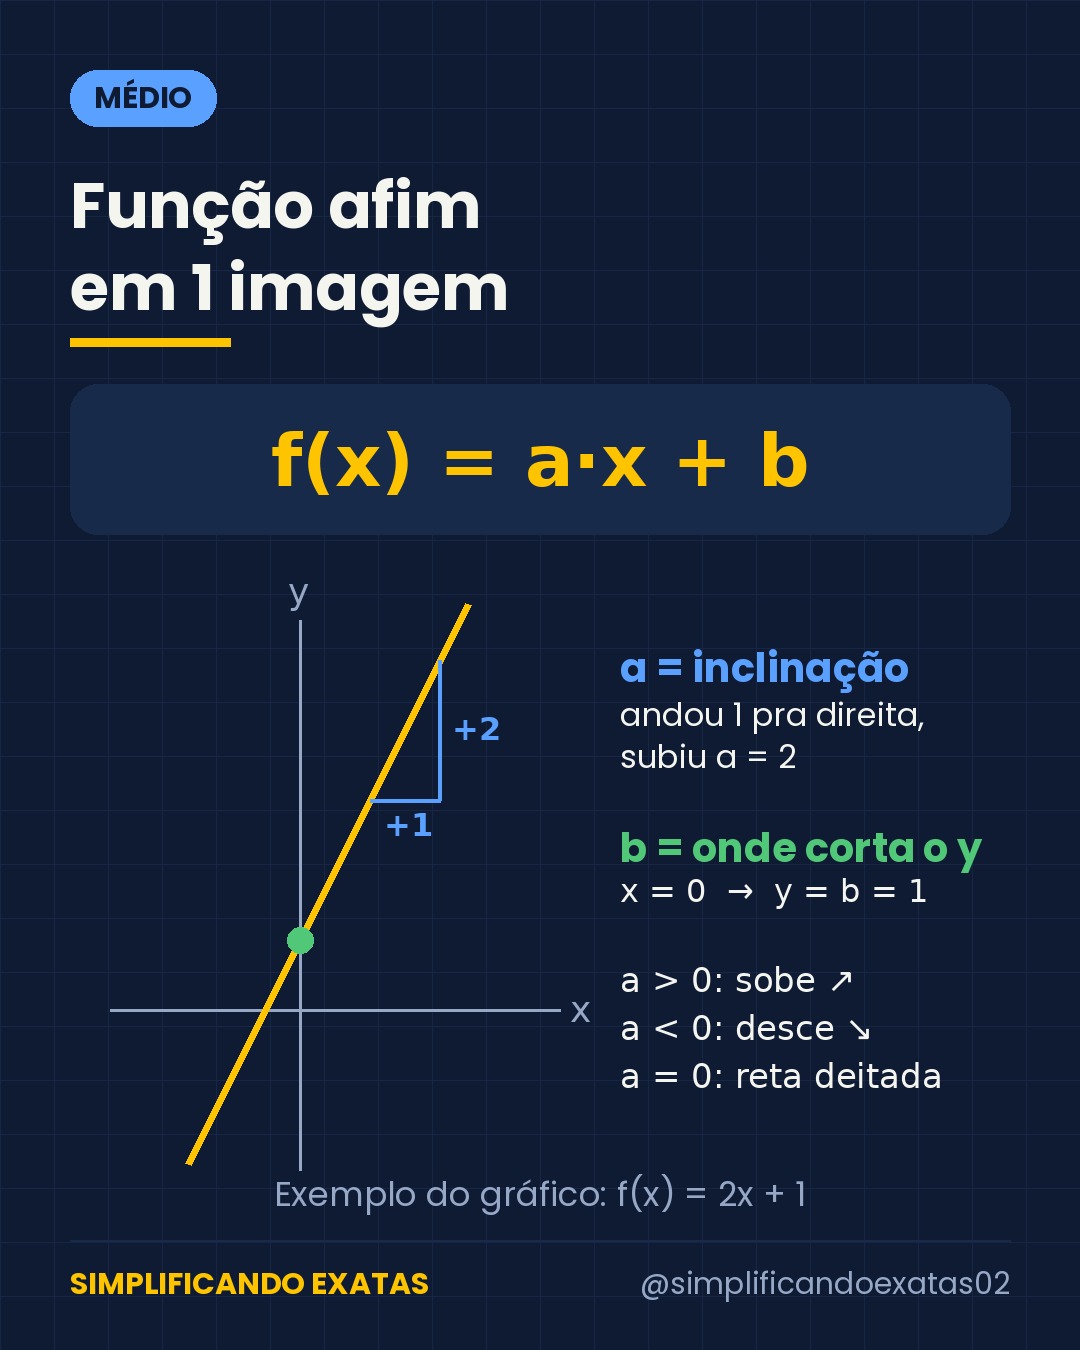 MÉDIO
Função afim
em 1 imagem
f(x) = a·x + b
y
+2
+1
x
a = inclinação
andou 1 pra direita,
subiu a = 2
b = onde corta o y
x = 0 → y = b = 1
a > 0: sobe ↗
a < 0: desce ↘
a = 0: reta deitada
Exemplo do gráfico: f(x) = 2x + 1
SIMPLIFICANDO EXATAS
@simplificandoexatas02